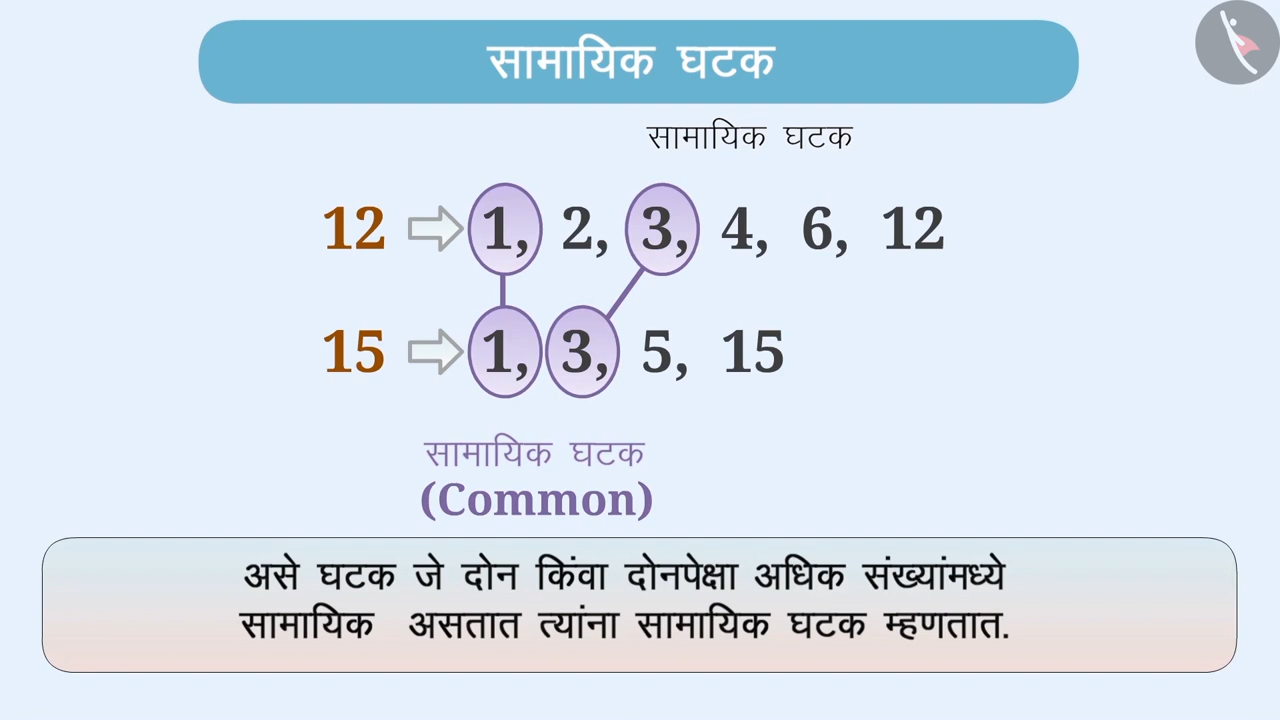 सामायिक घटक
सामायिक घटक
12 1, 2, 3, 4, 6, 12
15 1, 3, 5, 15
सामायिक घटक
(Common)
असे घटक जे दोन किंवा दोनपेक्षा अधिक संख्यांमध्ये
सामायिक असतात त्यांना सामायिक घटक म्हणतात.